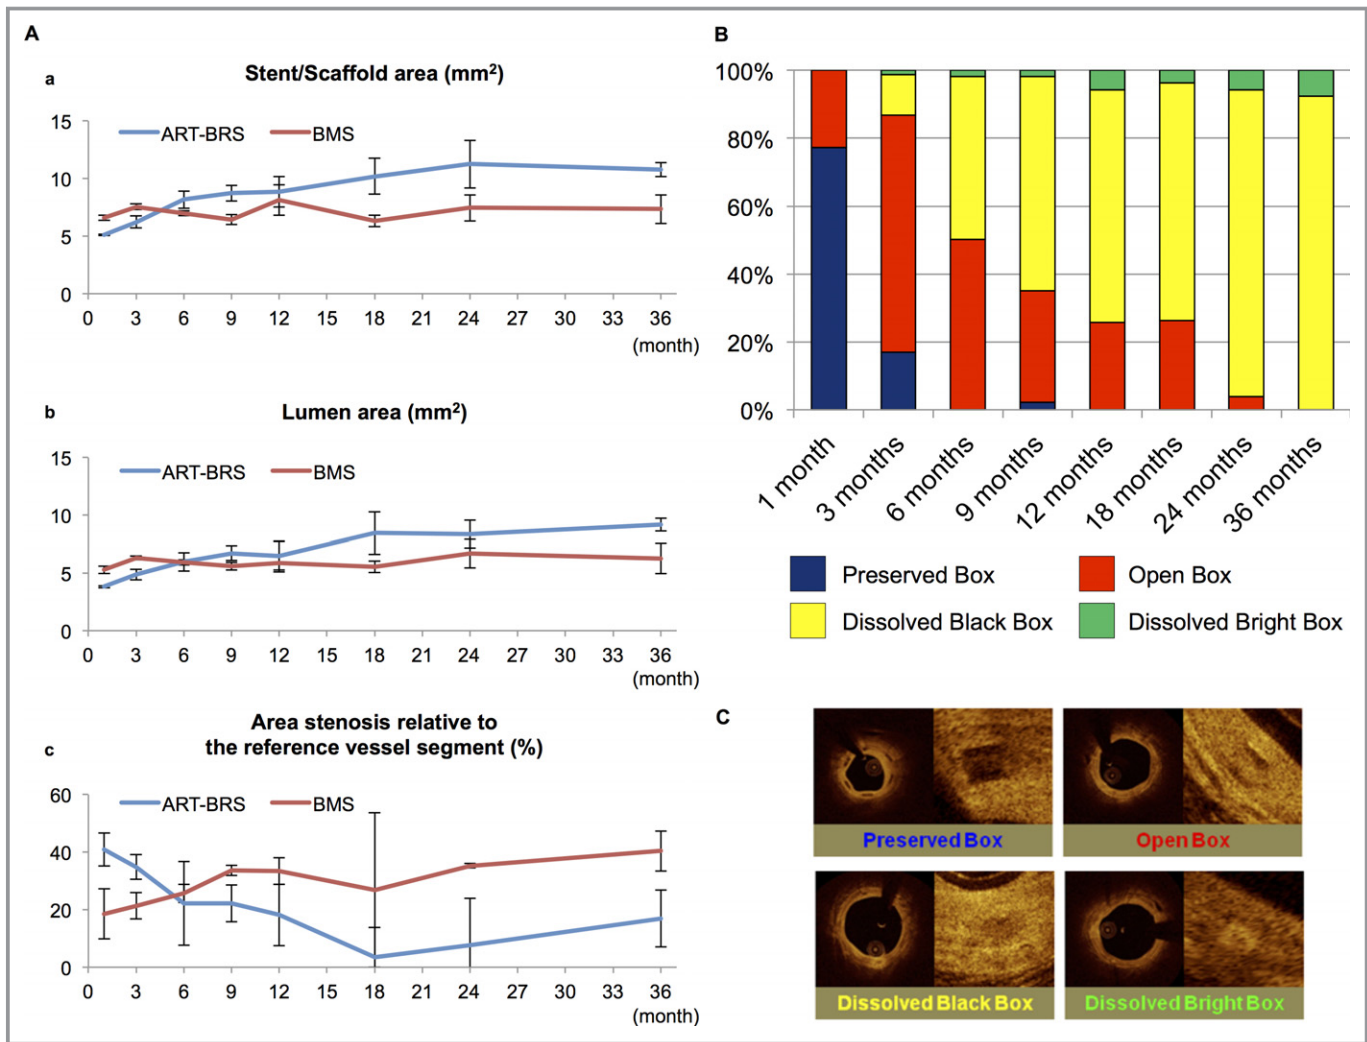 A
a
Stent/Scaffold area (mm²)
15
ART-BRS
BMS
10
5
0
0 3 6 9 12 15 18 21 24 27 30 33 36
(month)
b
Lumen area (mm²)
15
ART-BRS
BMS
10
5
0
0 3 6 9 12 15 18 21 24 27 30 33 36
(month)
c
Area stenosis relative to
the reference vessel segment (%)
60
ART-BRS
BMS
40
20
0
0 3 6 9 12 15 18 21 24 27 30 33 36
(month)
B
100%
80%
60%
40%
20%
0%
1 month
3 months
6 months
9 months
12 months
18 months
24 months
36 months
Preserved Box
Open Box
Dissolved Black Box
Dissolved Bright Box
C
Preserved Box
Open Box
Dissolved Black Box
Dissolved Bright Box